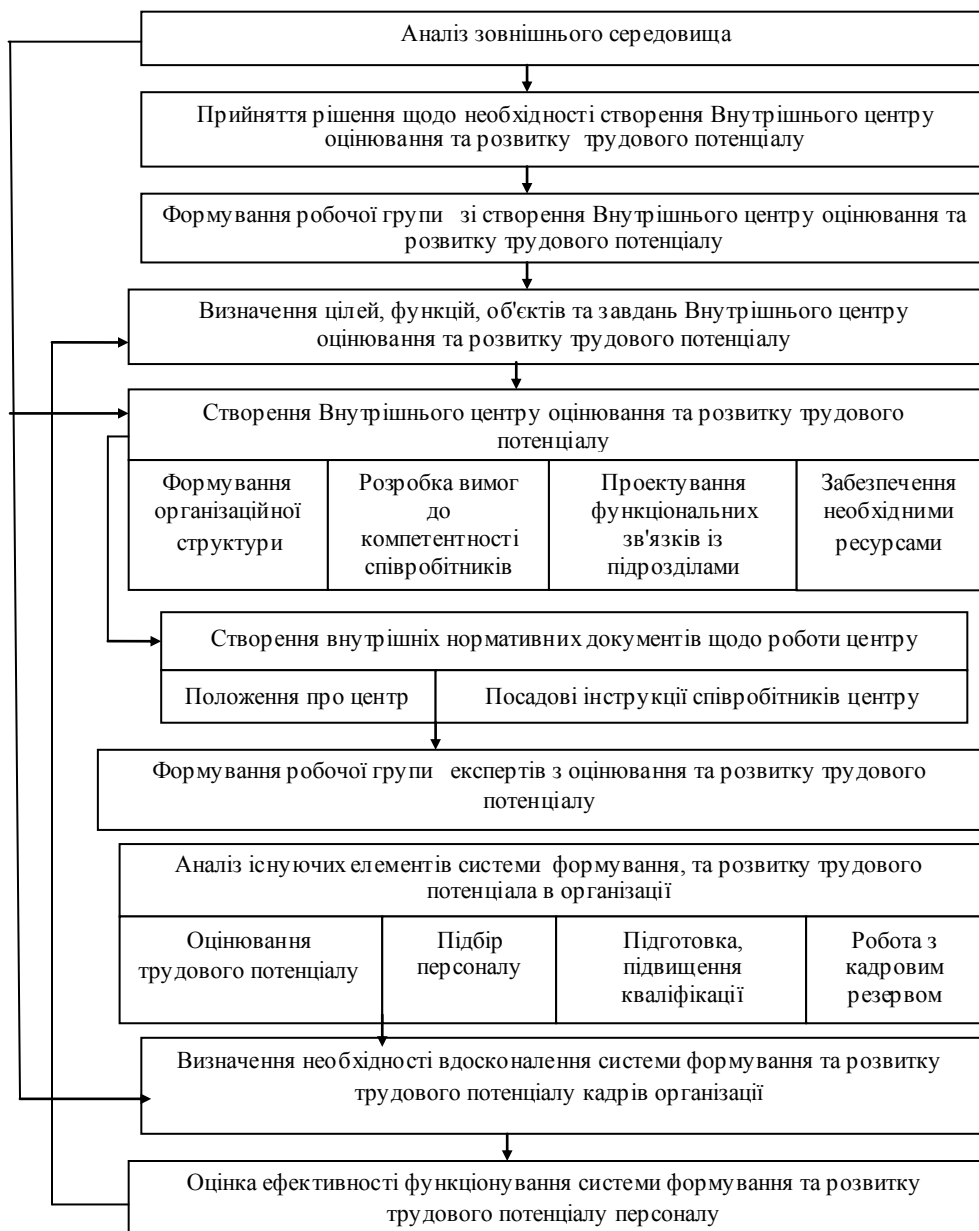 Аналіз зовнішнього середовища
Прийняття рішення щодо необхідності створення Внутрішнього центру
оцінювання та розвитку трудового потенціалу
Формування робочої групи зі створення Внутрішнього центру оцінювання та
розвитку трудового потенціалу
Визначення цілей, функцій, об'єктів та завдань Внутрішнього центру
оцінювання та розвитку трудового потенціалу
Створення Внутрішнього центру оцінювання та розвитку трудового
потенціалу
Формування
організаційної
структури
Розробка вимог
до
компетентності
співробітників
Проектування
функціональних
зв'язків із
підрозділами
Забезпечення
необхідними
ресурсами
Створення внутрішніх нормативних документів щодо роботи центру
Положення про центр
Посадові інструкції співробітників центру
Формування робочої групи експертів з оцінювання та розвитку трудового
потенціалу
Аналіз існуючих елементів системи формування, та розвитку трудового
потенціала в організації
Оцінювання
трудового потенціалу
Підбір
персоналу
Підготовка,
підвищення
кваліфікації
Робота з
кадровим
резервом
Визначення необхідності вдосконалення системи формування та розвитку
трудового потенціалу кадрів організації
Оцінка ефективності функціонування системи формування та розвитку
трудового потенціалу персоналу